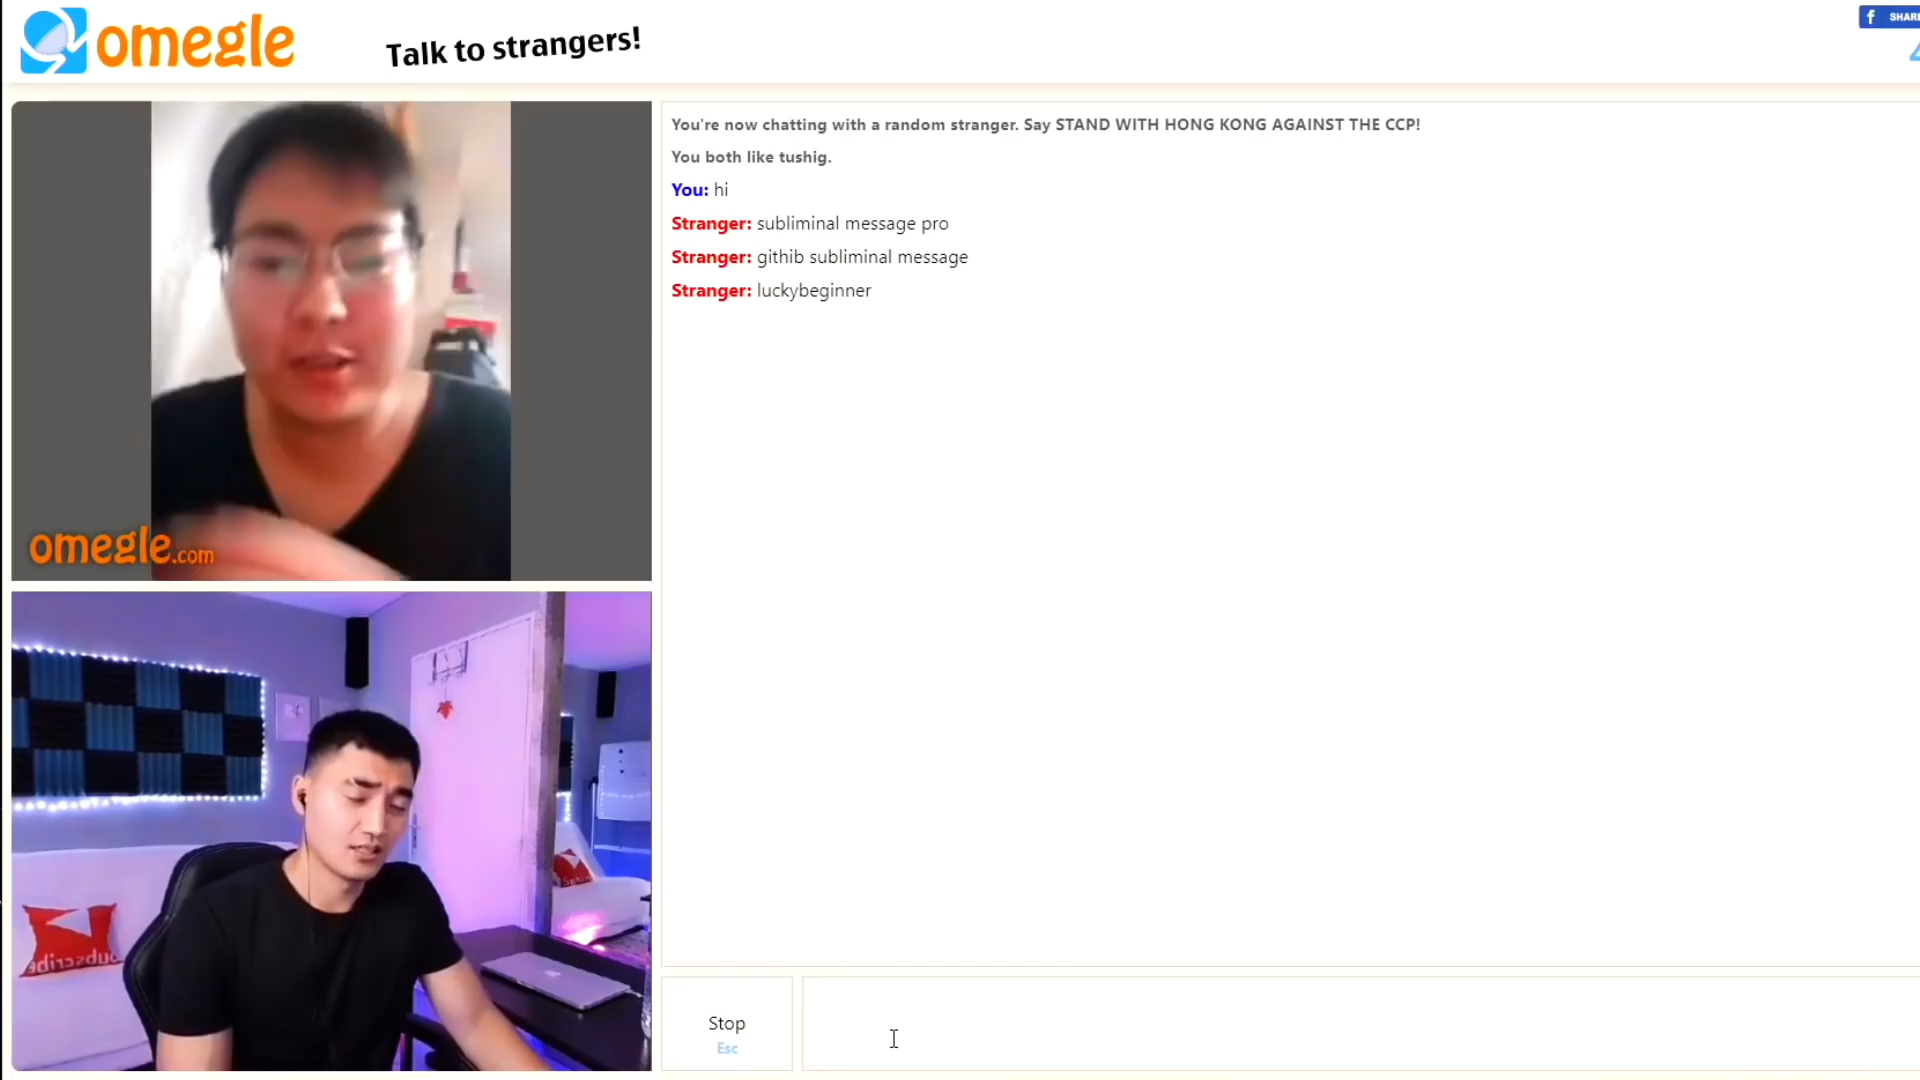 omegle
Talk to strangers!
SHARE
You're now chatting with a random stranger. Say STAND WITH HONG KONG AGAINST THE CCP!
You both like tushig.
You: hi
Stranger: subliminal message pro
Stranger: githib subliminal message
Stranger: luckybeginner
omegle.com
Subscribe
Stop
Esc